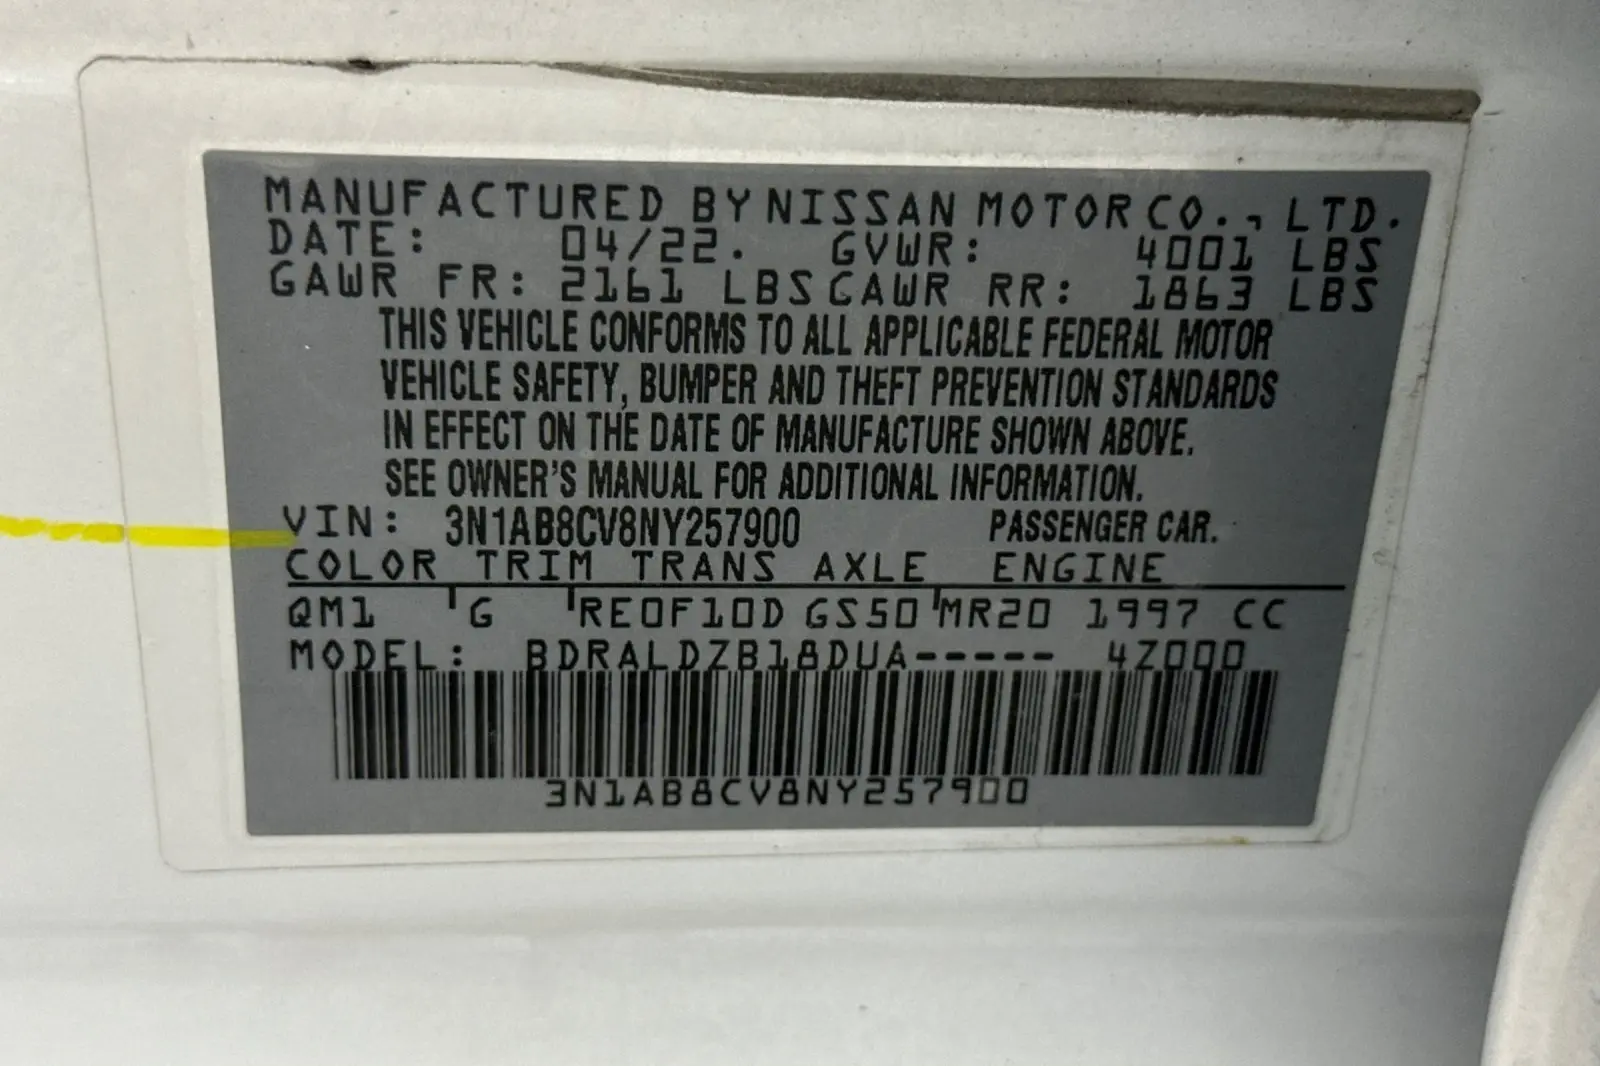 MANUFACTURED BY NISSAN MOTOR CO., LTD.
DATE: 04/22. GVWR: 4001 LBS
GAWR FR: 2161 LBS GAWR RR: 1863 LBS
THIS VEHICLE CONFORMS TO ALL APPLICABLE FEDERAL MOTOR
VEHICLE SAFETY, BUMPER AND THEFT PREVENTION STANDARDS
IN EFFECT ON THE DATE OF MANUFACTURE SHOWN ABOVE.
SEE OWNER'S MANUAL FOR ADDITIONAL INFORMATION.
VIN: 3N1AB8CV8NY257900 PASSENGER CAR.
COLOR TRIM TRANS AXLE ENGINE
QM1 'G 'RE0F10D GS50 'MR20 1997 CC
MODEL: BDRALDZB18DUA----- 4Z000
3N1AB8CV8NY257900